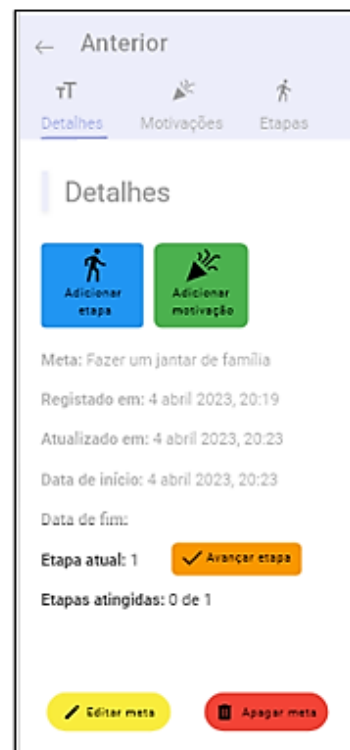 ← Anterior
Detalhes Motivações Etapas
Detalhes
Adicionar etapa
Adicionar motivação
Meta: Fazer um jantar de família
Registado em: 4 abril 2023, 20:19
Atualizado em: 4 abril 2023, 20:23
Data de início: 4 abril 2023, 20:23
Data de fim:
Etapa atual: 1 Avançar etapa
Etapas atingidas: 0 de 1
Editar meta Apagar meta